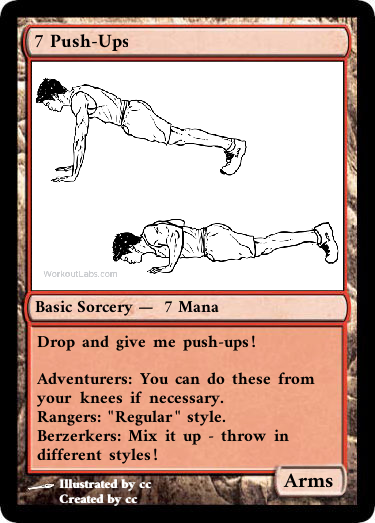 7 Push-Ups
WorkoutLabs.com
Basic Sorcery — 7 Mana
Drop and give me push-ups!
Adventurers: You can do these from
your knees if necessary.
Rangers: "Regular" style.
Berzerkers: Mix it up - throw in
different styles!
Arms
Illustrated by cc
Created by cc